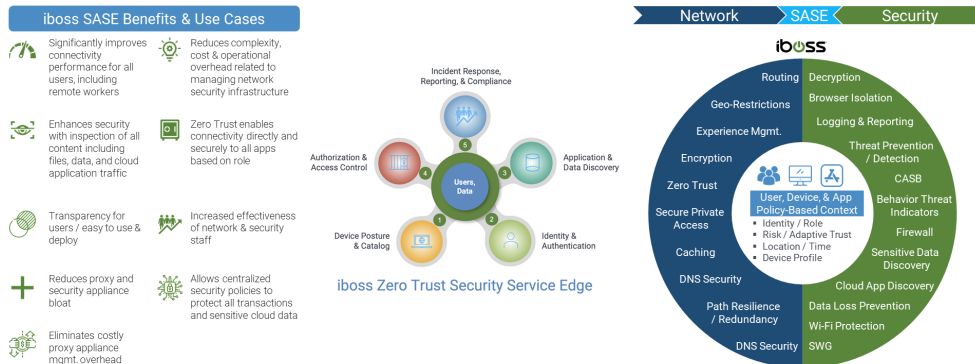 iboss SASE Benefits & Use Cases
Significantly improves
connectivity
performance for all
users, including
remote workers
Reduces complexity,
cost & operational
overhead related to
managing network
security infrastructure
Enhances security
with inspection of all
content including
files, data, and cloud
application traffic
Zero Trust enables
connectivity directly and
securely to all apps
based on role
Transparency for
users / easy to use &
deploy
Increased effectiveness
of network & security
staff
Reduces proxy and
security appliance
bloat
Allows centralized
security policies to
protect all transactions
and sensitive cloud data
Eliminates costly
proxy appliance
mgmt. overhead
Incident Response,
Reporting, & Compliance
5
Authorization &
Access Control
4
3
Application &
Data Discovery
Users,
Data
Device Posture
& Catalog
1
2
Identity &
Authentication
iboss Zero Trust Security Service Edge
Network
SASE
Security
iboss
Routing
Geo-Restrictions
Experience Mgmt.
Encryption
Zero Trust
Secure Private
Access
Caching
DNS Security
Path Resilience
/ Redundancy
DNS Security
User, Device, & App
Policy-Based Context
▪ Identity / Role
▪ Risk / Adaptive Trust
▪ Location / Time
▪ Device Profile
Decryption
Browser Isolation
Logging & Reporting
Threat Prevention
/ Detection
CASB
Behavior Threat
Indicators
Firewall
Sensitive Data
Discovery
Cloud App Discovery
Data Loss Prevention
Wi-Fi Protection
SWG